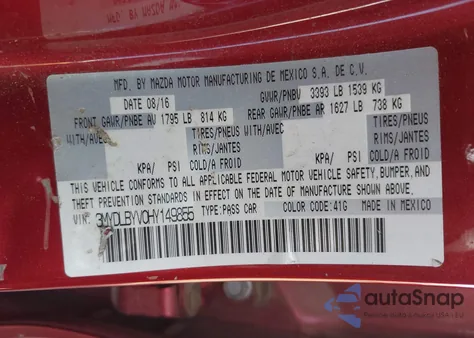 MFD. BY MAZDA MOTOR MANUFACTURING DE MEXICO S.A. DE C.V.
DATE 08/16 GVWR/PNBV 3393 LB 1539 KG
FRONT GAWR/PNBE AV 1795 LB 814 KG REAR GAWR/PNBE AR 1627 LB 738 KG
WITH/AVEC TIRES/PNEUS WITH/AVEC TIRES/PNEUS
RIMS/JANTES RIMS/JANTES
KPA/ PSI COLD/A FROID KPA/ PSI COLD/A FROID
THIS VEHICLE CONFORMS TO ALL APPLICABLE FEDERAL MOTOR VEHICLE SAFETY, BUMPER, AND
THEFT PREVENTION STANDARDS IN EFFECT ON THE DATE OF MANUFACTURE SHOWN ABOVE.
VIN: 3MYDLBYV0HY149855 TYPE: PASS CAR COLOR CODE: 41G MADE IN MEXICO
autoSnap